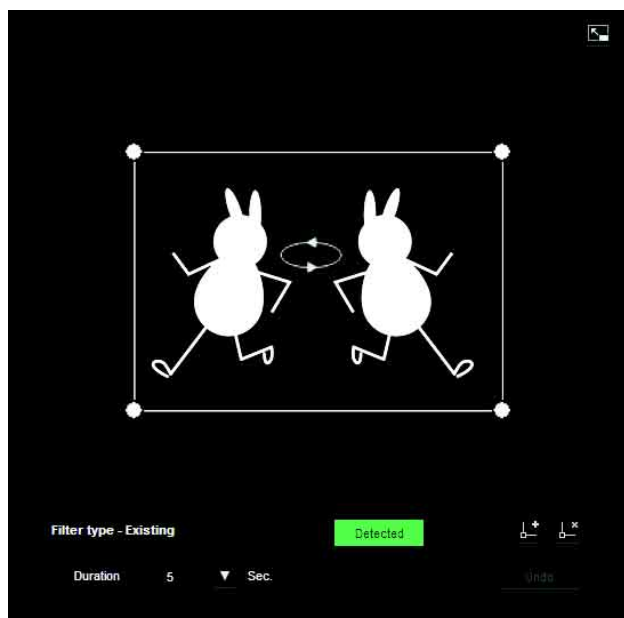 Filter type - Existing
Detected
Duration 5 Sec.
Undo